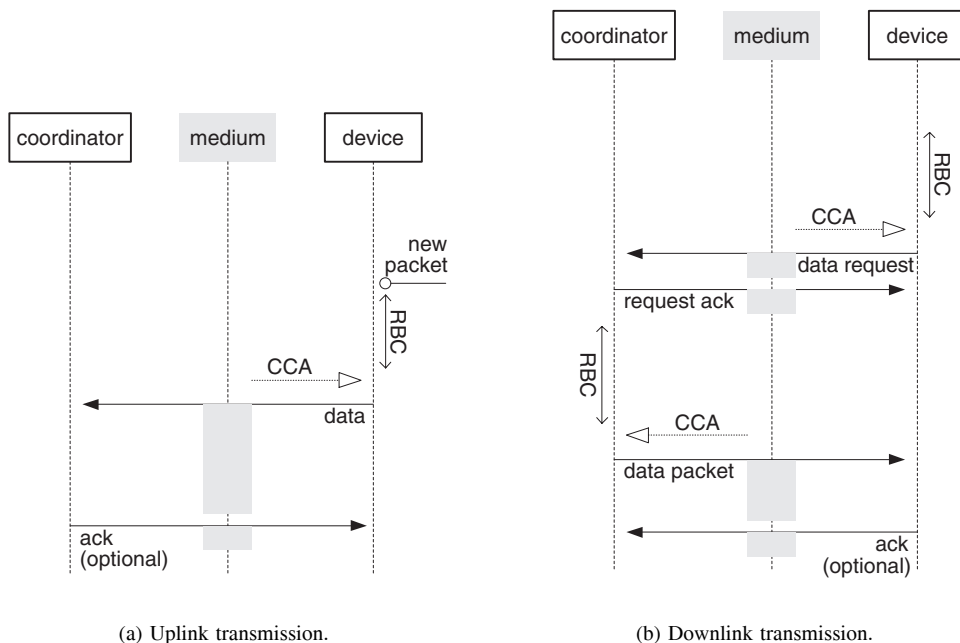 coordinator
medium
device
new
packet
RBC
CCA
data
ack
(optional)
(a) Uplink transmission.
coordinator
medium
device
RBC
CCA
data request
request ack
RBC
CCA
data packet
ack
(optional)
(b) Downlink transmission.